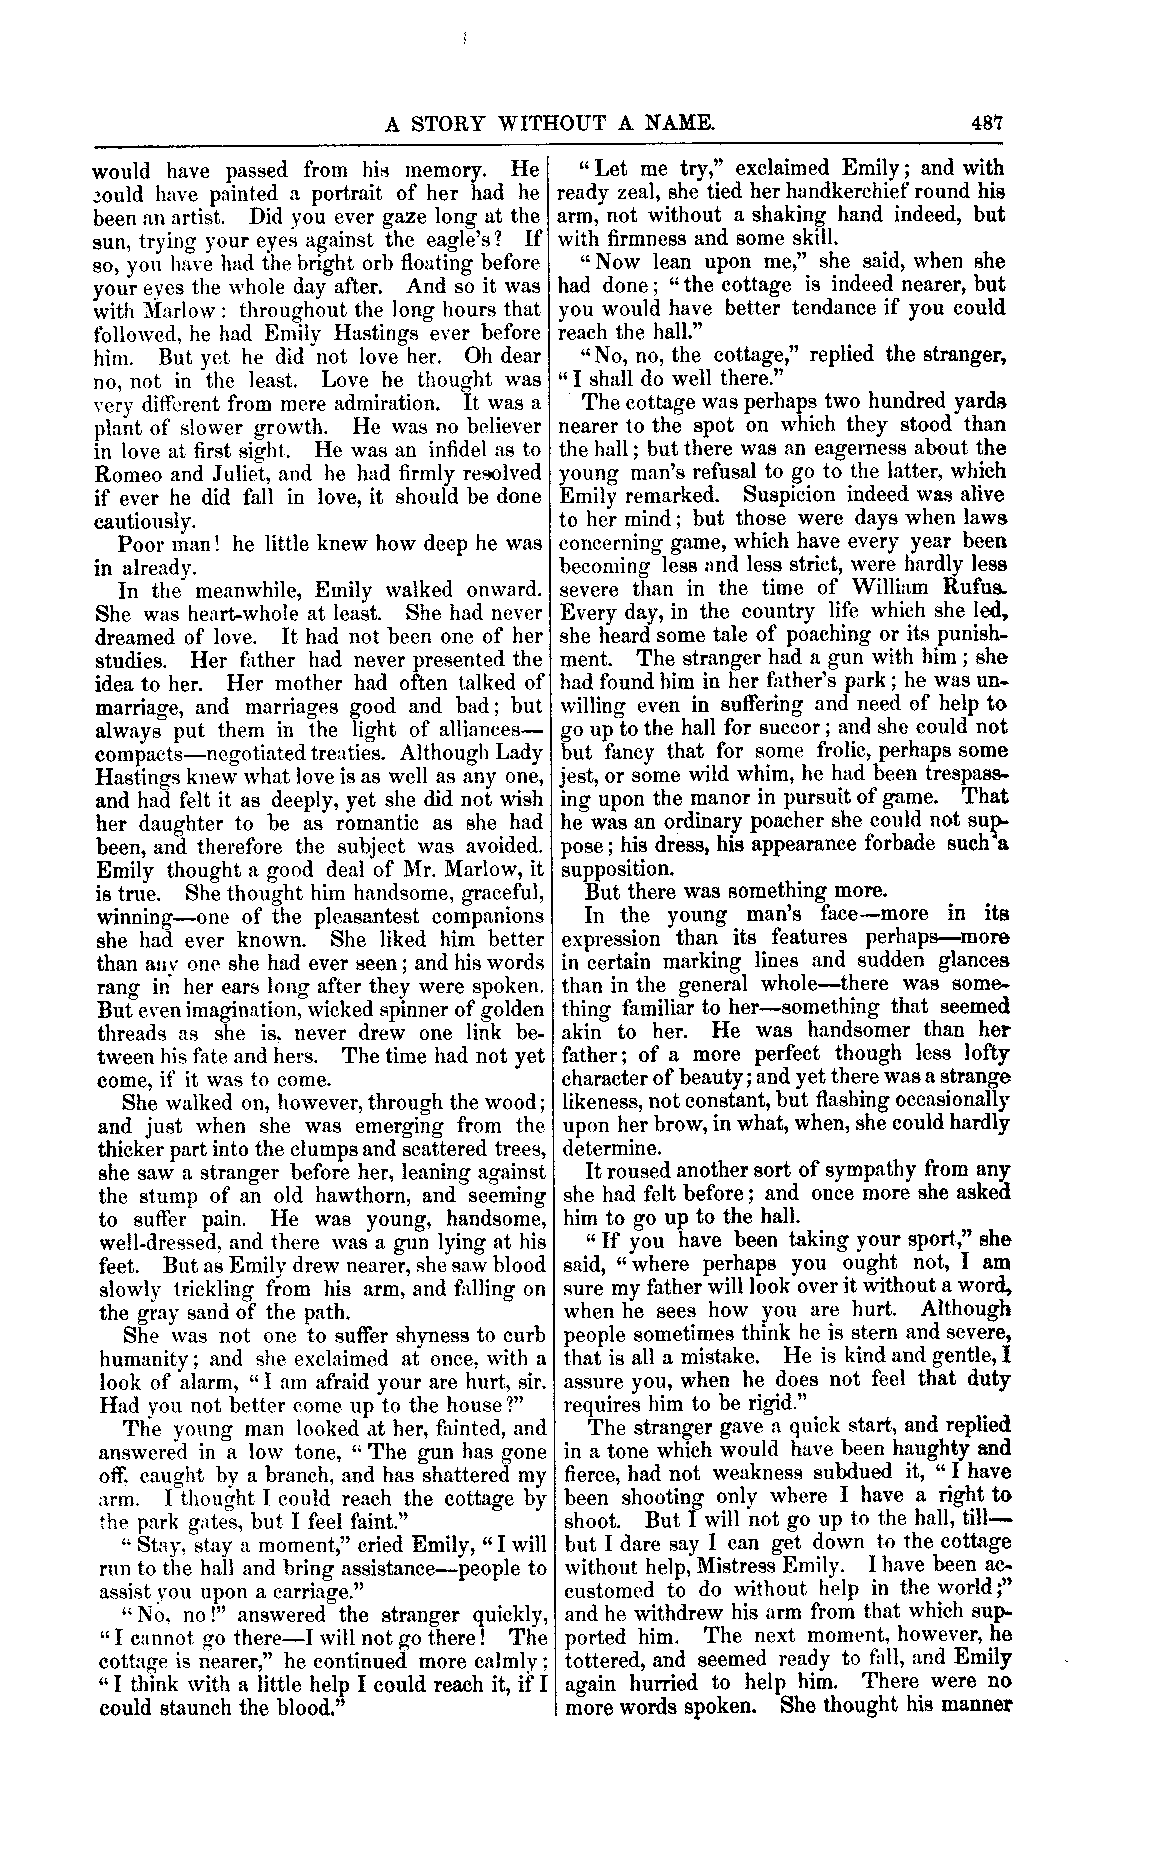 A STORY WITHOUT A NAME. 487
would have passed from his memory. He
could have painted a portrait of her had he
been an artist. Did you ever gaze long at the
sun, trying your eyes against the eagle's? If
so, you have had the bright orb floating before
your eyes the whole day after. And so it was
with Marlow: throughout the long hours that
followed, he had Emily Hastings ever before
him. But yet he did not love her. Oh dear
no, not in the least. Love he thought was
very different from mere admiration. It was a
plant of slower growth. He was no believer
in love at first sight. He was an infidel as to
Romeo and Juliet, and he had firmly resolved
if ever he did fall in love, it should be done
cautiously.
Poor man! he little knew how deep he was
in already.
In the meanwhile, Emily walked onward.
She was heart-whole at least. She had never
dreamed of love. It had not been one of her
studies. Her father had never presented the
idea to her. Her mother had often talked of
marriage, and marriages good and bad; but
always put them in the light of alliances—
compacts—negotiated treaties. Although Lady
Hastings knew what love is as well as any one,
and had felt it as deeply, yet she did not wish
her daughter to be as romantic as she had
been, and therefore the subject was avoided.
Emily thought a good deal of Mr. Marlow, it
is true. She thought him handsome, graceful,
winning—one of the pleasantest companions
she had ever known. She liked him better
than any one she had ever seen; and his words
rang in her ears long after they were spoken.
But even imagination, wicked spinner of golden
threads as she is, never drew one link be-
tween his fate and hers. The time had not yet
come, if it was to come.
She walked on, however, through the wood;
and just when she was emerging from the
thicker part into the clumps and scattered trees,
she saw a stranger before her, leaning against
the stump of an old hawthorn, and seeming
to suffer pain. He was young, handsome,
well-dressed, and there was a gun lying at his
feet. But as Emily drew nearer, she saw blood
slowly trickling from his arm, and falling on
the gray sand of the path.
She was not one to suffer shyness to curb
humanity; and she exclaimed at once, with a
look of alarm, "I am afraid your are hurt, sir.
Had you not better come up to the house?"
The young man looked at her, fainted, and
answered in a low tone, "The gun has gone
off, caught by a branch, and has shattered my
arm. I thought I could reach the cottage by
the park gates, but I feel faint."
"Stay, stay a moment," cried Emily, "I will
run to the hall and bring assistance—people to
assist you upon a carriage."
"No, no!" answered the stranger quickly,
"I cannot go there—I will not go there! The
cottage is nearer," he continued more calmly;
"I think with a little help I could reach it, if I
could staunch the blood."
"Let me try," exclaimed Emily; and with
ready zeal, she tied her handkerchief round his
arm, not without a shaking hand indeed, but
with firmness and some skill.
"Now lean upon me," she said, when she
had done; "the cottage is indeed nearer, but
you would have better tendance if you could
reach the hall."
"No, no, the cottage," replied the stranger,
"I shall do well there."
The cottage was perhaps two hundred yards
nearer to the spot on which they stood than
the hall; but there was an eagerness about the
young man's refusal to go to the latter, which
Emily remarked. Suspicion indeed was alive
to her mind; but those were days when laws
concerning game, which have every year been
becoming less and less strict, were hardly less
severe than in the time of William Rufus.
Every day, in the country life which she led,
she heard some tale of poaching or its punish-
ment. The stranger had a gun with him; she
had found him in her father's park; he was un-
willing even in suffering and need of help to
go up to the hall for succor; and she could not
but fancy that for some frolic, perhaps some
jest, or some wild whim, he had been trespass-
ing upon the manor in pursuit of game. That
he was an ordinary poacher she could not sup-
pose; his dress, his appearance forbade such a
supposition.
But there was something more.
In the young man's face—more in its
expression than its features perhaps—more
in certain marking lines and sudden glances
than in the general whole—there was some-
thing familiar to her—something that seemed
akin to her. He was handsomer than her
father; of a more perfect though less lofty
character of beauty; and yet there was a strange
likeness, not constant, but flashing occasionally
upon her brow, in what, when, she could hardly
determine.
It roused another sort of sympathy from any
she had felt before; and once more she asked
him to go up to the hall.
"If you have been taking your sport," she
said, "where perhaps you ought not, I am
sure my father will look over it without a word,
when he sees how you are hurt. Although
people sometimes think he is stern and severe,
that is all a mistake. He is kind and gentle, I
assure you, when he does not feel that duty
requires him to be rigid."
The stranger gave a quick start, and replied
in a tone which would have been haughty and
fierce, had not weakness subdued it, "I have
been shooting only where I have a right to
shoot. But I will not go up to the hall, till—
but I dare say I can get down to the cottage
without help, Mistress Emily. I have been ac-
customed to do without help in the world;"
and he withdrew his arm from that which sup-
ported him. The next moment, however, he
tottered, and seemed ready to fall, and Emily
again hurried to help him. There were no
more words spoken. She thought his manner